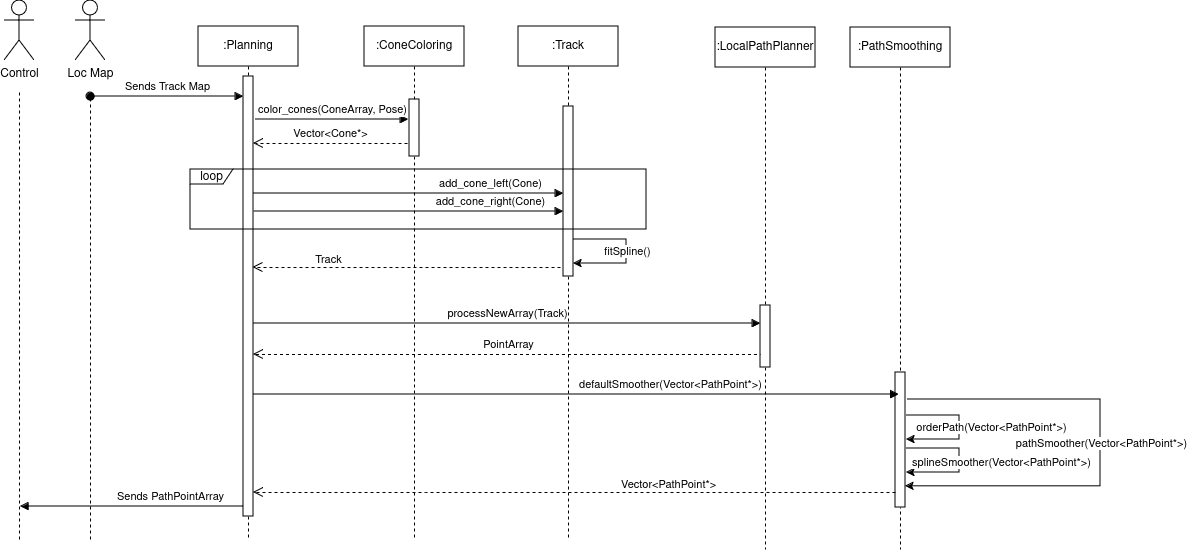 Control
Loc Map
:Planning
:ConeColoring
:Track
:LocalPathPlanner
:PathSmoothing
Sends Track Map
color_cones(ConeArray, Pose)
Vector<Cone*>
loop
add_cone_left(Cone)
add_cone_right(Cone)
fitSpline()
Track
processNewArray(Track)
PointArray
defaultSmoother(Vector<PathPoint*>)
orderPath(Vector<PathPoint*>)
pathSmoother(Vector<PathPoint*>)
splineSmoother(Vector<PathPoint*>)
Vector<PathPoint*>
Sends PathPointArray